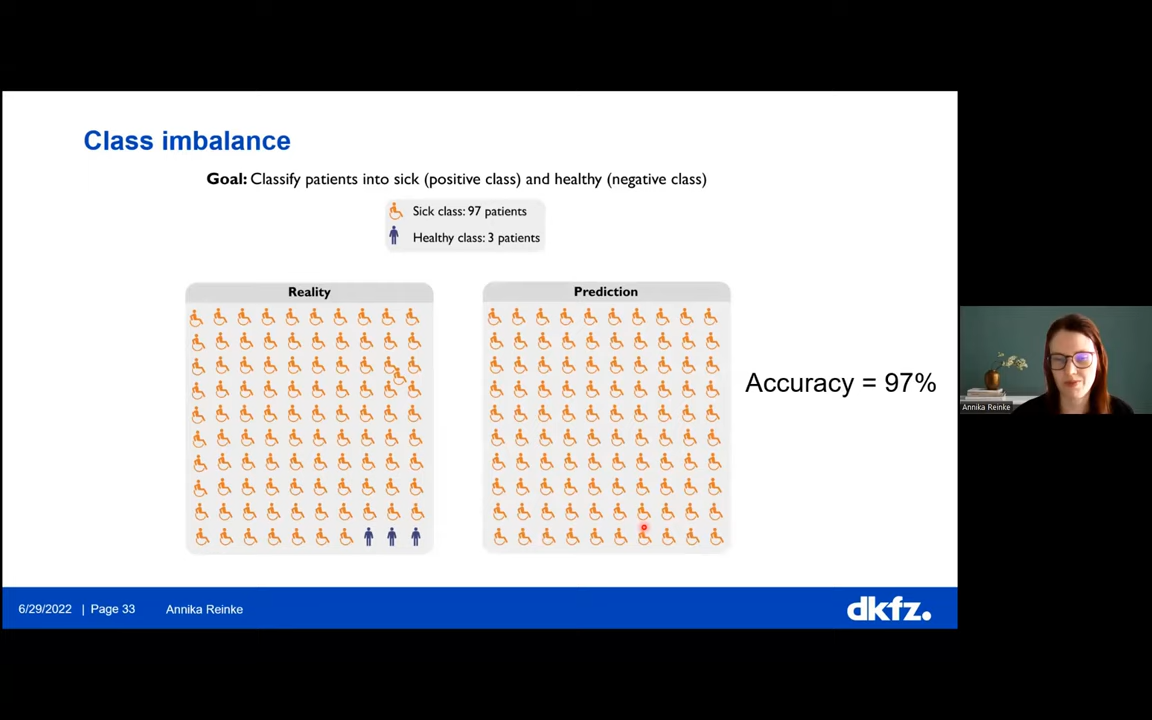 Class imbalance
Goal: Classify patients into sick (positive class) and healthy (negative class)
Sick class: 97 patients
Healthy class: 3 patients
Reality
Prediction
Accuracy = 97%
Annika Reinke
6/29/2022 | Page 33 Annika Reinke
dkfz.